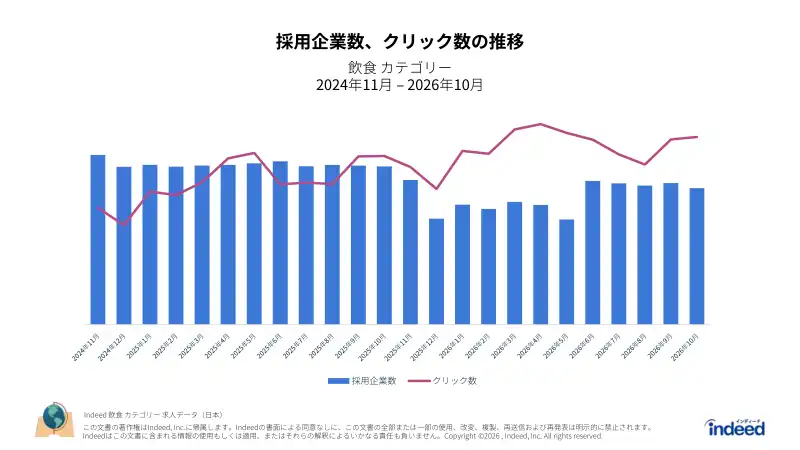 採用企業数、クリック数の推移
飲食 カテゴリー
2024年11月 – 2026年10月
2024年11月
2024年12月
2025年1月
2025年2月
2025年3月
2025年4月
2025年5月
2025年6月
2025年7月
2025年8月
2025年9月
2025年10月
2025年11月
2026年12月
2026年1月
2026年2月
2026年3月
2026年4月
2026年5月
2026年6月
2026年7月
2026年8月
2026年9月
2026年10月
採用企業数
クリック数
Indeed 飲食 カテゴリー 求人データ（日本）
この文書の著作権はIndeed, Inc.に帰属します。Indeedの書面による同意なしに、この文書の全部または一部の使用、改変、複製、再送信および再発表は明示的に禁止されます。
Indeedはこの文書に含まれる情報の使用もしくは適用、またはそれらの解釈によるいかなる責任も負いません。Copyright ©2026 , Indeed, Inc. All rights reserved.
インディード
indeed